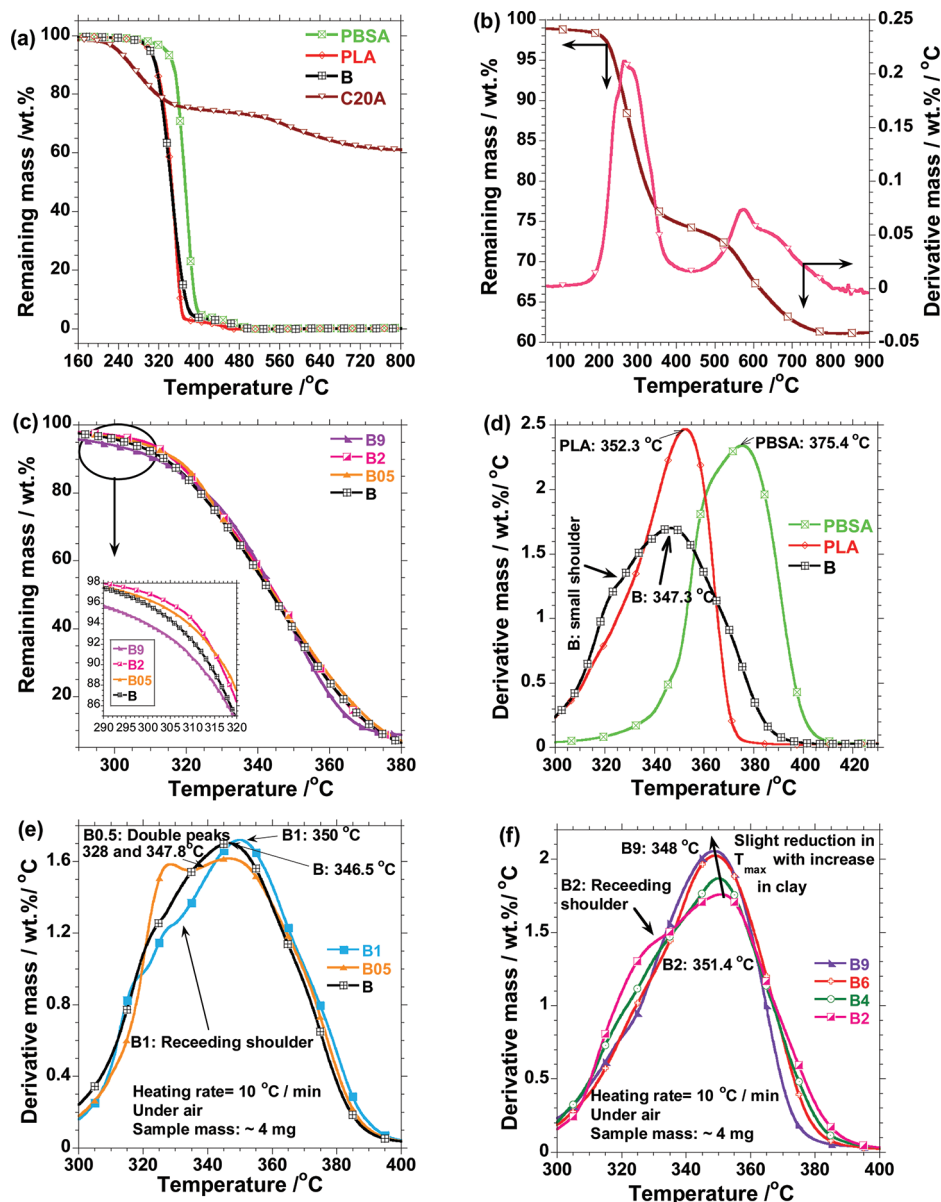 (a)
PBSA
PLA
B
C20A
Remaining mass /wt.%
100
80
60
40
20
0
160 240 320 400 480 560 640 720 800
Temperature /°C
(b)
Remaining mass / wt.%
100
95
90
85
80
75
70
65
60
100 200 300 400 500 600 700 800 900
Temperature /°C
0.25
0.2
0.15
0.1
0.05
0
-0.05
Derivative mass / wt.% / °C
(c)
B9
B2
B05
B
Remaining mass / wt.%
100
90
80
70
60
50
40
30
20
10
98
96
94
92
90
88
86
B9
B2
B05
B
290 295 300 305 310 315 320
300 320 340 360 380
Temperature /°C
(d)
PLA: 352.3 °C
PBSA: 375.4 °C
B: small shoulder
B: 347.3 °C
PBSA
PLA
B
Derivative mass / wt.%/ °C
2.5
2
1.5
1
0.5
0
300 320 340 360 380 400 420
Temperature /°C
(e)
B0.5: Double peaks
328 and 347.8°C
B1: 350 °C
B: 346.5 °C
B1
B05
B
B1: Receeding shoulder
Heating rate= 10 °C / min
Under air
Sample mass: ~ 4 mg
Derivative mass / wt.%/ °C
1.6
1.2
0.8
0.4
0
300 320 340 360 380 400
Temperature /°C
(f)
B9: 348 °C
Slight reduction in
T max with increase
in clay
B2: Receeding
shoulder
B2: 351.4 °C
B9
B6
B4
B2
Heating rate= 10 °C / min
Under air
Sample mass: ~ 4 mg
Derivative mass / wt.%/ °C
2
1.5
1
0.5
0
300 320 340 360 380 400
Temperature /°C